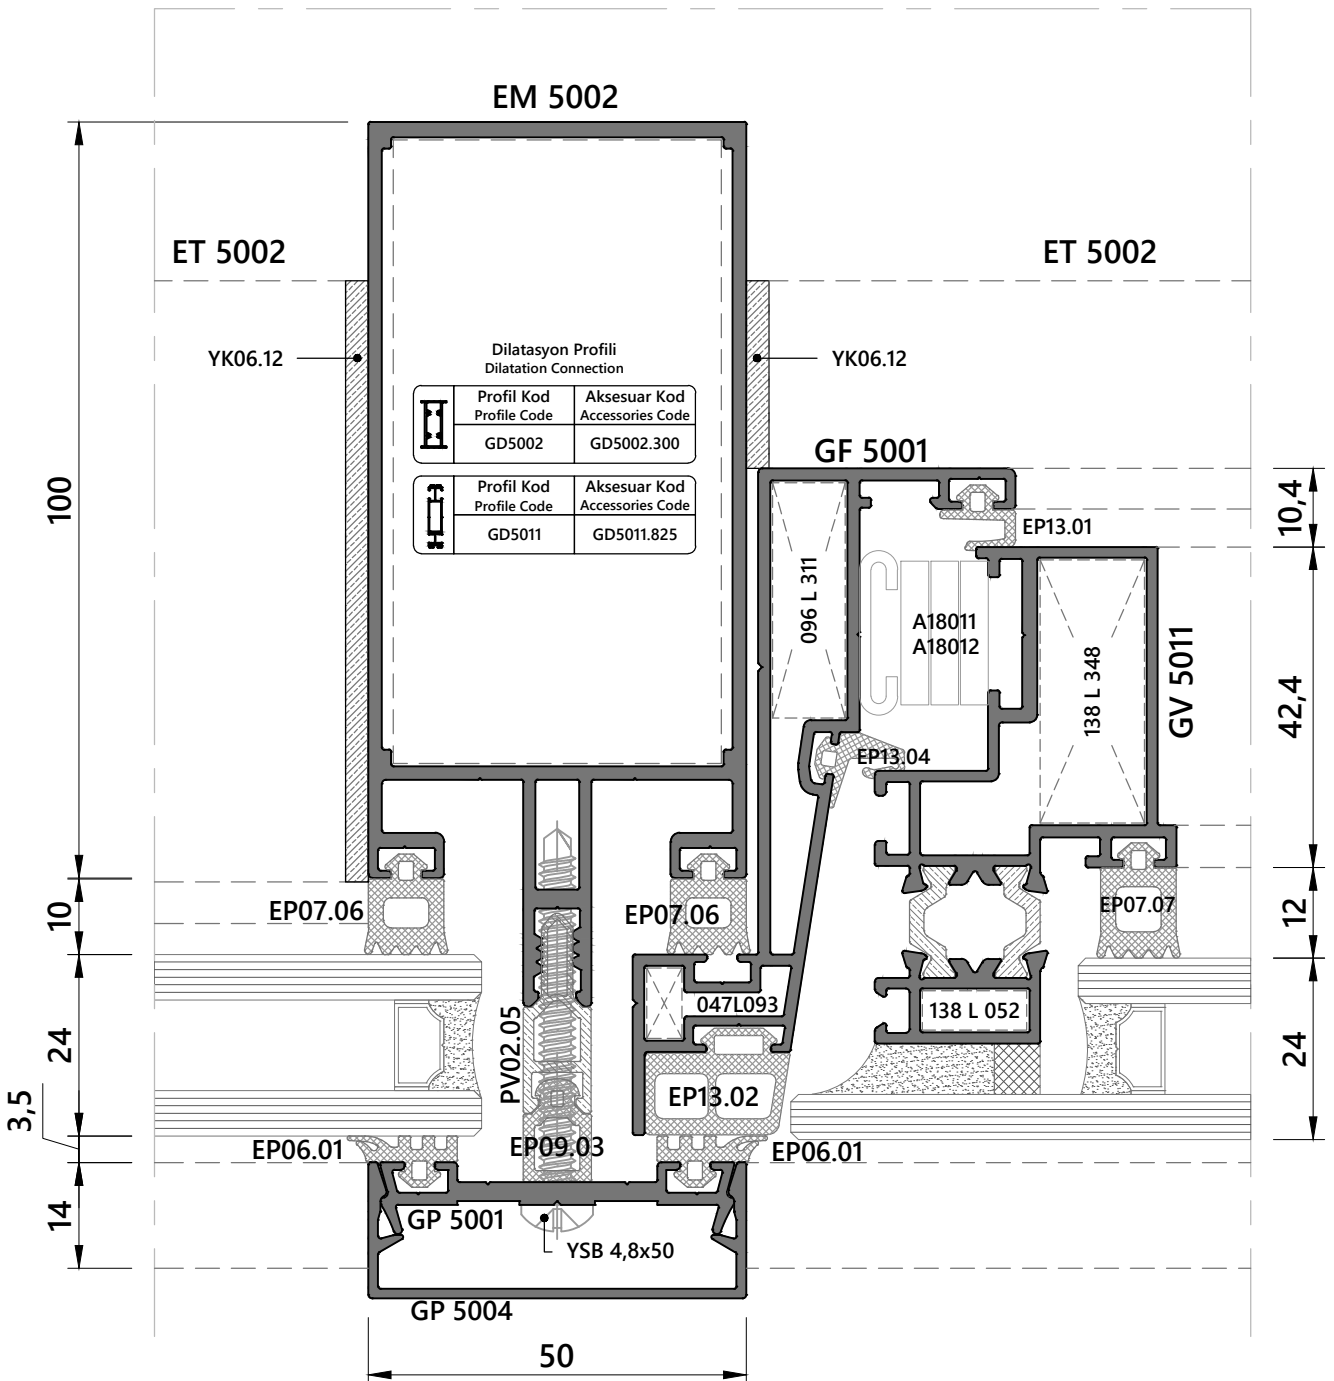 EM 5002
ET 5002
ET 5002
YK06.12
YK06.12
Dilatasyon Profili
Dilatation Connection
Profil Kod
Profile Code
Aksesuar Kod
Accessories Code
GD5002
GD5002.300
Profil Kod
Profile Code
Aksesuar Kod
Accessories Code
GD5011
GD5011.825
GF 5001
EP13.01
096 L 311
A18011
A18012
138 L 348
GV 5011
EP13.04
EP07.06
EP07.06
EP07.07
047L093
138 L 052
PV02.05
EP13.02
EP06.01
EP09.03
EP06.01
GP 5001
YSB 4,8x50
GP 5004
100
10
24
3,5
14
50
10,4
42,4
12
24